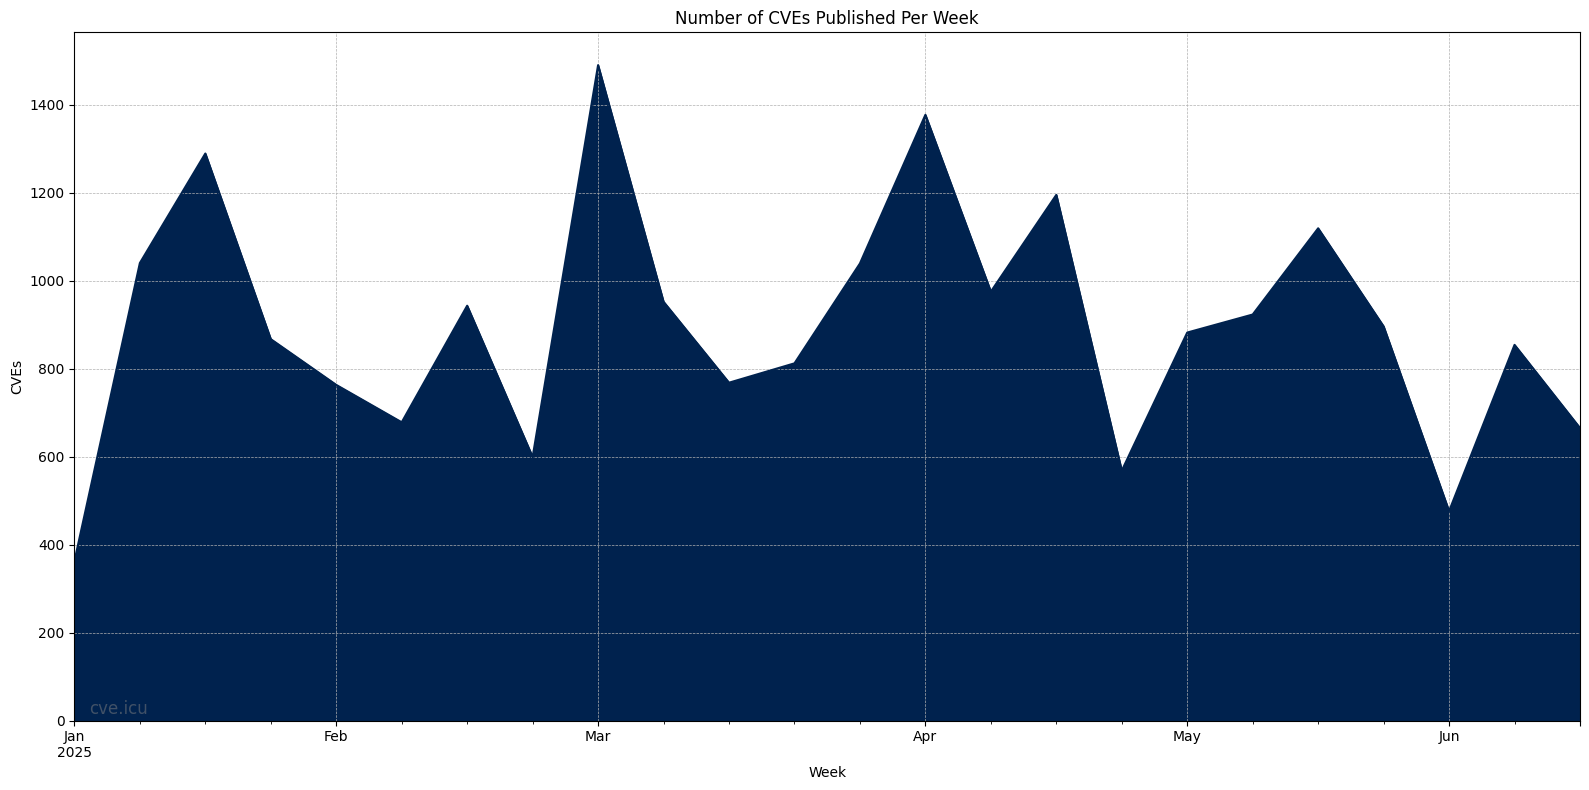 Number of CVEs Published Per Week
1400
1200
1000
800
600
400
200
0
CVEs
cve.icu
Jan Feb Mar Apr May Jun
2025
Week